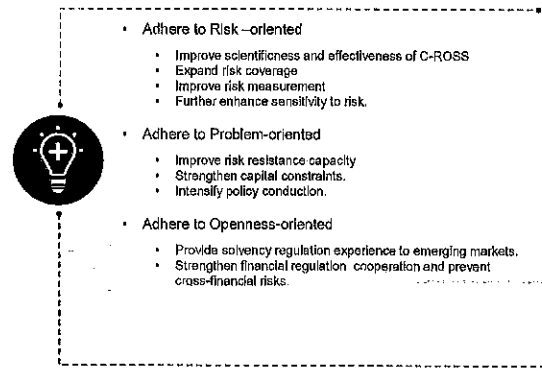 • Adhere to Risk –oriented
• Improve scientificness and effectiveness of C-ROSS
• Expand risk coverage
• Improve risk measurement
• Further enhance sensitivity to risk.
• Adhere to Problem-oriented
• Improve risk resistance capacity
• Strengthen capital constraints.
• Intensify policy conduction.
• Adhere to Openness-oriented
• Provide solvency regulation experience to emerging markets.
• Strengthen financial regulation cooperation and prevent
cross-financial risks.